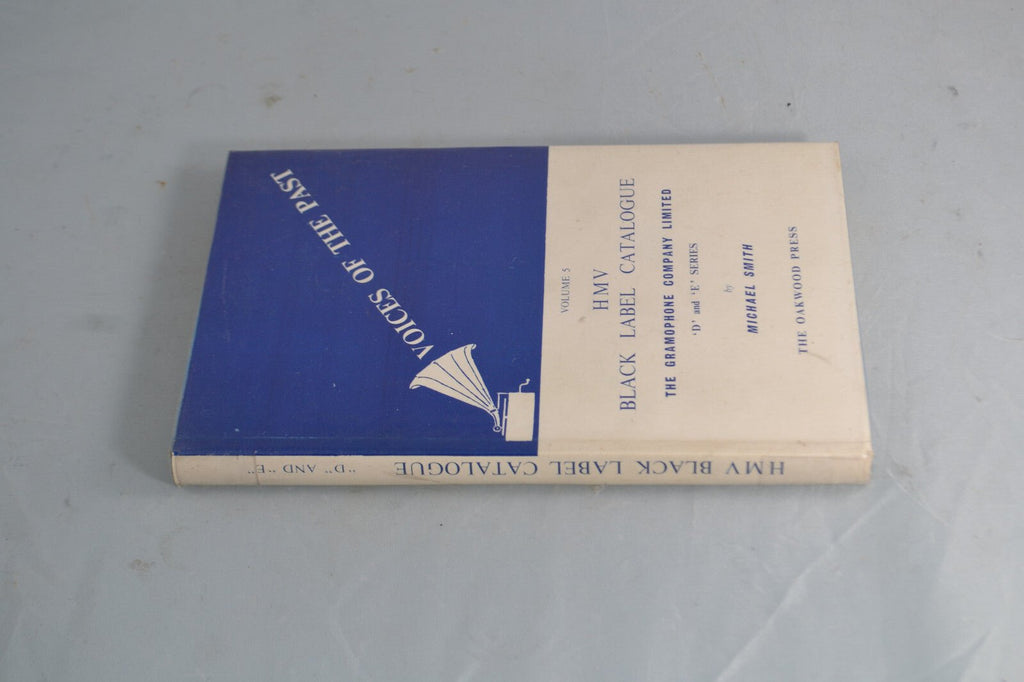 VOICES OF THE PAST
VOLUME 5
HMV
BLACK LABEL CATALOGUE
THE GRAMOPHONE COMPANY LIMITED
'D' and 'E' SERIES
by
MICHAEL SMITH
THE OAKWOOD PRESS
HMV BLACK LABEL CATALOGUE "D" AND "E"